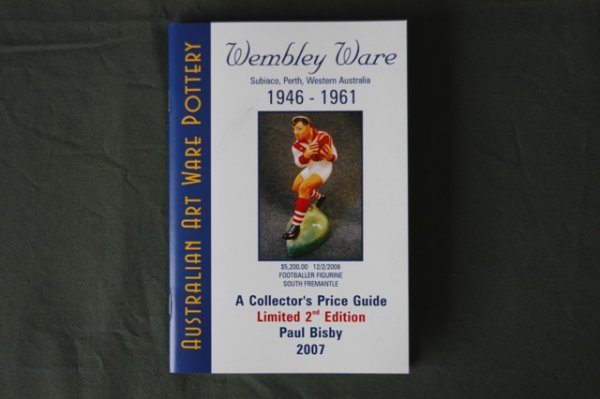 AUSTRALIAN ART WARE POTTERY
Wembley Ware
Subiaco, Perth, Western Australia
1946 - 1961
$5,200.00 12/2/2006
FOOTBALLER FIGURINE
SOUTH FREMANTLE
A Collector's Price Guide
Limited 2nd Edition
Paul Bisby
2007